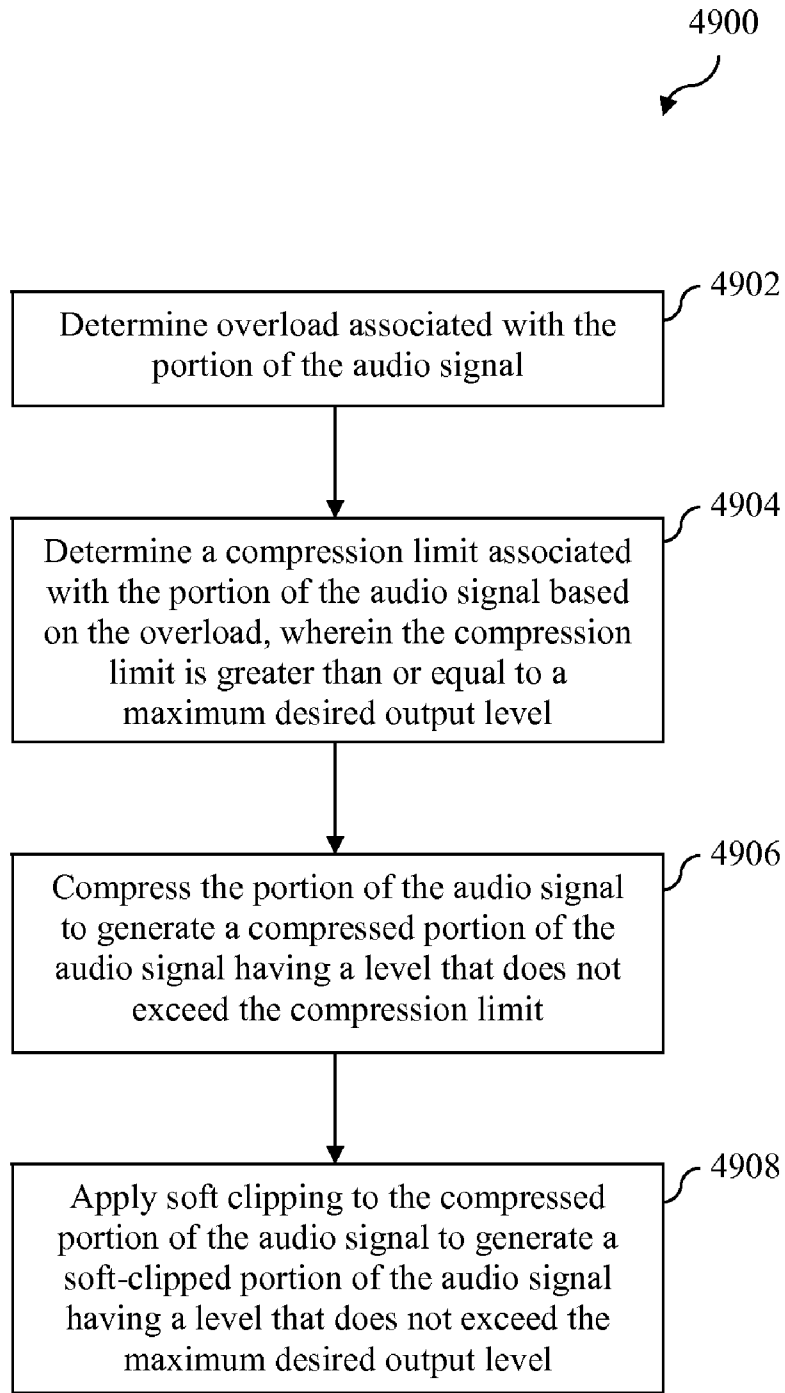 4900
4902
Determine overload associated with the
portion of the audio signal
4904
Determine a compression limit associated
with the portion of the audio signal based
on the overload, wherein the compression
limit is greater than or equal to a
maximum desired output level
4906
Compress the portion of the audio signal
to generate a compressed portion of the
audio signal having a level that does not
exceed the compression limit
4908
Apply soft clipping to the compressed
portion of the audio signal to generate a
soft-clipped portion of the audio signal
having a level that does not exceed the
maximum desired output level